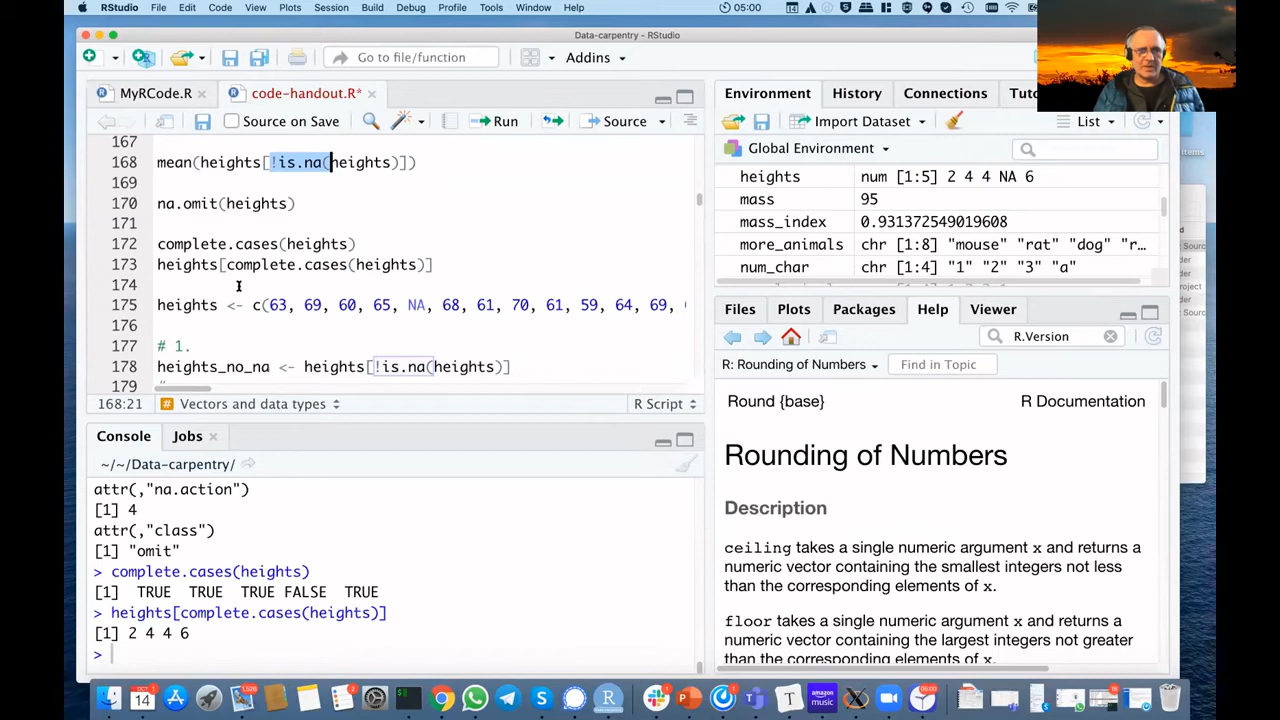 RStudio File Edit Code View Plots Session Build Debug Profile Tools Window Help 05:00
Data-carpentry - RStudio
Go to file/function Addins
MyRCode.R code-handout.R*
Source on Save Run Source
167
168 mean(heights[!is.na(heights)])
169
170 na.omit(heights)
171
172 complete.cases(heights)
173 heights[complete.cases(heights)]
174
175 heights <- c(63, 69, 60, 65, NA, 68, 61, 70, 61, 59, 64, 69,
176
177 # 1.
178 heights_no_na <- heights[!is.na(heights)]
179
168:21 Vectors and data types R Script
Console Jobs
~/~/Data-carpentry/
attr(,"na.action")
[1] 4
attr(,"class")
[1] "omit"
> complete.cases(heights)
[1] TRUE TRUE TRUE FALSE TRUE
> heights[complete.cases(heights)]
[1] 2 4 4 6
>
Environment History Connections Tuto
Import Dataset List
Global Environment
heights num [1:5] 2 4 4 NA 6
mass 95
mass_index 0.931372549019608
more_animals chr [1:8] "mouse" "rat" "dog" "r…
num_char chr [1:4] "1" "2" "3" "a"
Files Plots Packages Help Viewer
R.Version
R: Rounding of Numbers Find in Topic
Round {base} R Documentation
Rounding of Numbers
Description
ceiling takes a single numeric argument x and returns a
numeric vector containing the smallest integers not less
than the corresponding elements of x.
floor takes a single numeric argument x and returns a
numeric vector containing the largest integers not greater